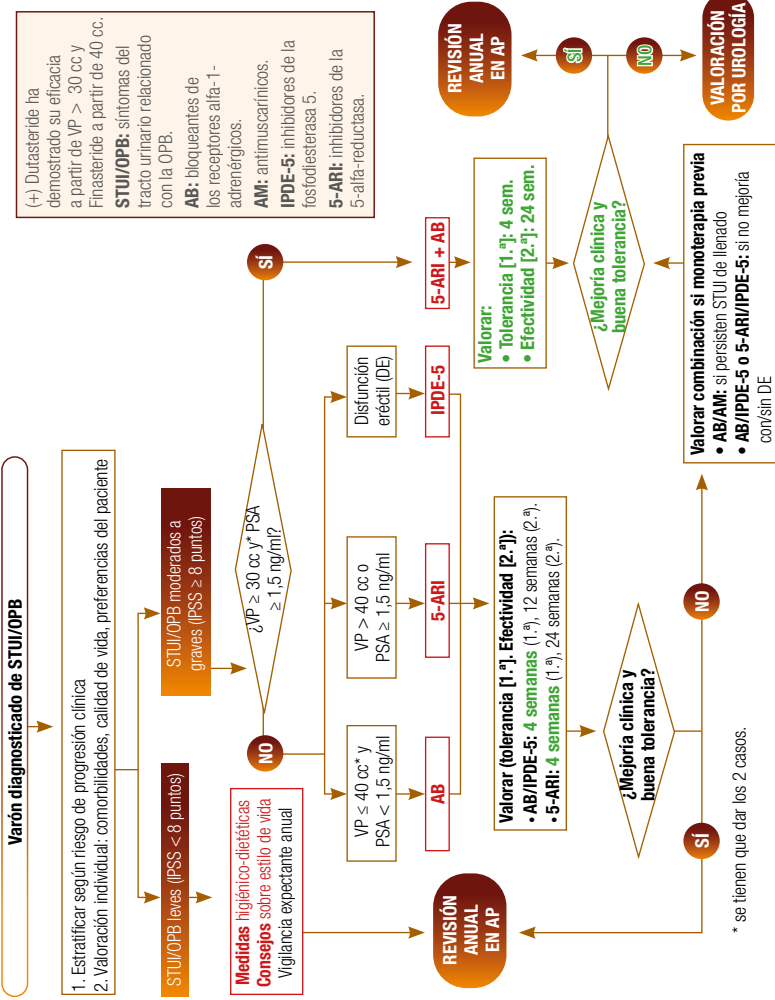 Varón diagnosticado de STUI/OPB
1. Estratificar según riesgo de progresión clínica
2. Valoración individual: comorbilidades, calidad de vida, preferencias del paciente
STUI/OPB leves (IPSS < 8 puntos)
STUI/OPB moderados a
graves (IPSS ≥ 8 puntos)
Medidas higiénico-dietéticas
Consejos sobre estilo de vida
Vigilancia expectante anual
¿VP ≥ 30 cc y* PSA
≥ 1,5 ng/ml?
NO
SÍ
VP ≤ 40 cc* y
PSA < 1,5 ng/ml
VP > 40 cc o
PSA ≥ 1,5 ng/ml
Disfunción
eréctil (DE)
AB
5-ARI
IPDE-5
5-ARI + AB
Valorar (tolerancia [1.ª]. Efectividad [2.ª]):
• AB/IPDE-5: 4 semanas (1.ª), 12 semanas (2.ª).
• 5-ARI: 4 semanas (1.ª), 24 semanas (2.ª).
Valorar:
• Tolerancia [1.ª]: 4 sem.
• Efectividad [2.ª]: 24 sem.
¿Mejoría clínica y
buena tolerancia?
¿Mejoría clínica y
buena tolerancia?
SÍ
NO
SÍ
NO
REVISIÓN
ANUAL
EN AP
Valorar combinación si monoterapia previa
• AB/AM: si persisten STUI de llenado
• AB/IPDE-5 o 5-ARI/IPDE-5: si no mejoría
con/sin DE
REVISIÓN
ANUAL
EN AP
VALORACIÓN
POR UROLOGÍA
(+) Dutasteride ha
demostrado su eficacia
a partir de VP > 30 cc y
Finasteride a partir de 40 cc.
STUI/OPB: síntomas del
tracto urinario relacionado
con la OPB.
AB: bloqueantes de
los receptores alfa-1-
adrenérgicos.
AM: antimuscarínicos.
IPDE-5: inhibidores de la
fosfodiesterasa 5.
5-ARI: inhibidores de la
5-alfa-reductasa.
* se tienen que dar los 2 casos.